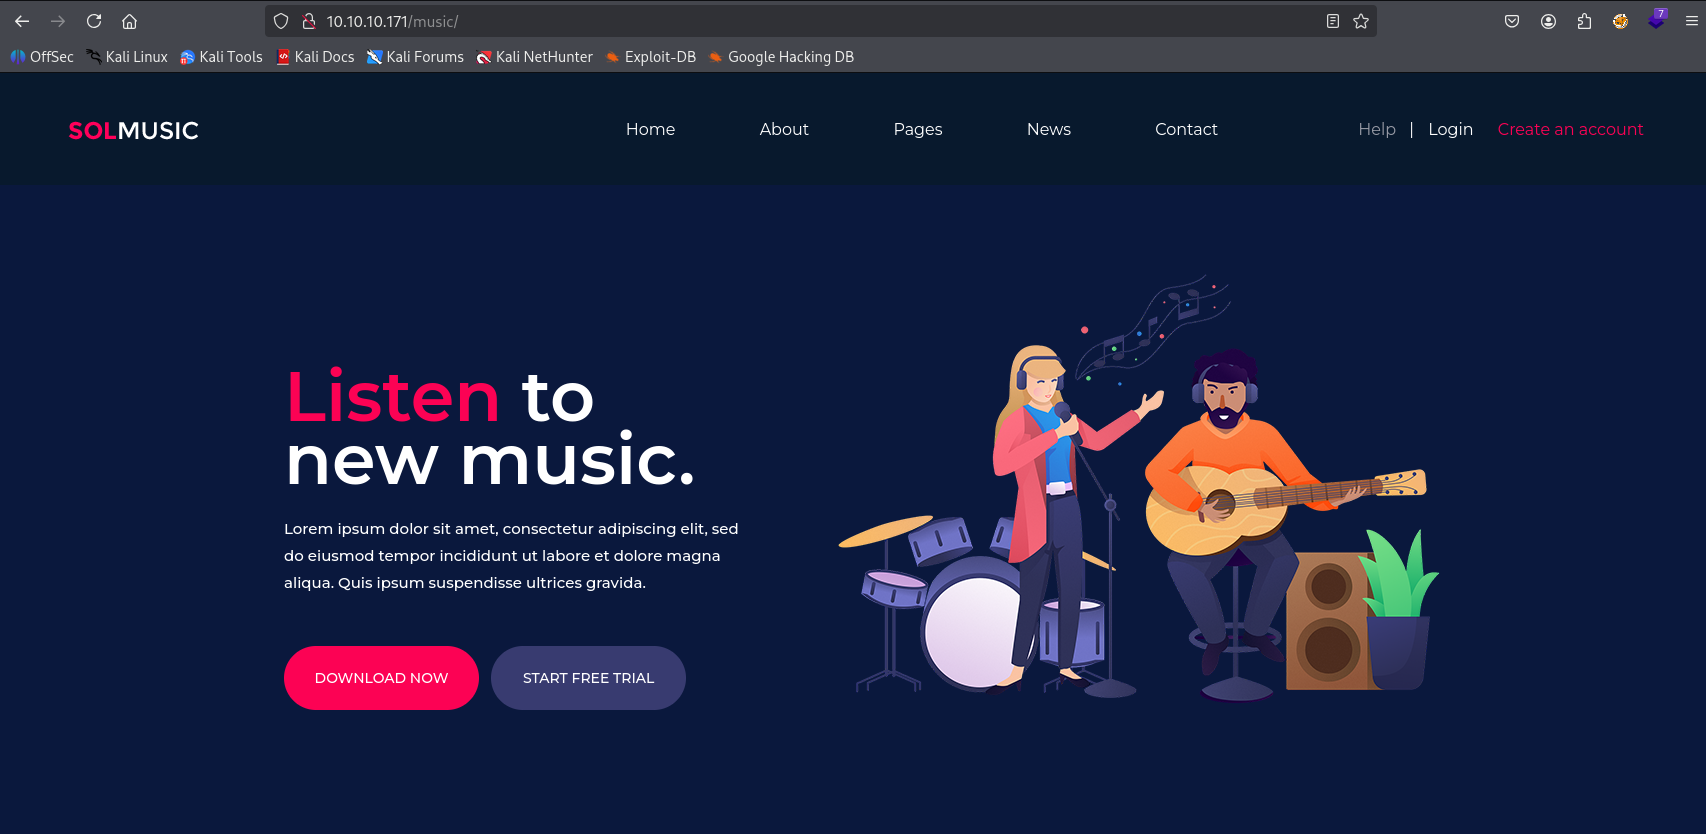 10.10.10.171/music/
7
OffSec Kali Linux Kali Tools Kali Docs Kali Forums Kali NetHunter Exploit-DB Google Hacking DB
SOLMUSIC Home About Pages News Contact Help | Login Create an account
Listen to
new music.
Lorem ipsum dolor sit amet, consectetur adipiscing elit, sed
do eiusmod tempor incididunt ut labore et dolore magna
aliqua. Quis ipsum suspendisse ultrices gravida.
DOWNLOAD NOW START FREE TRIAL